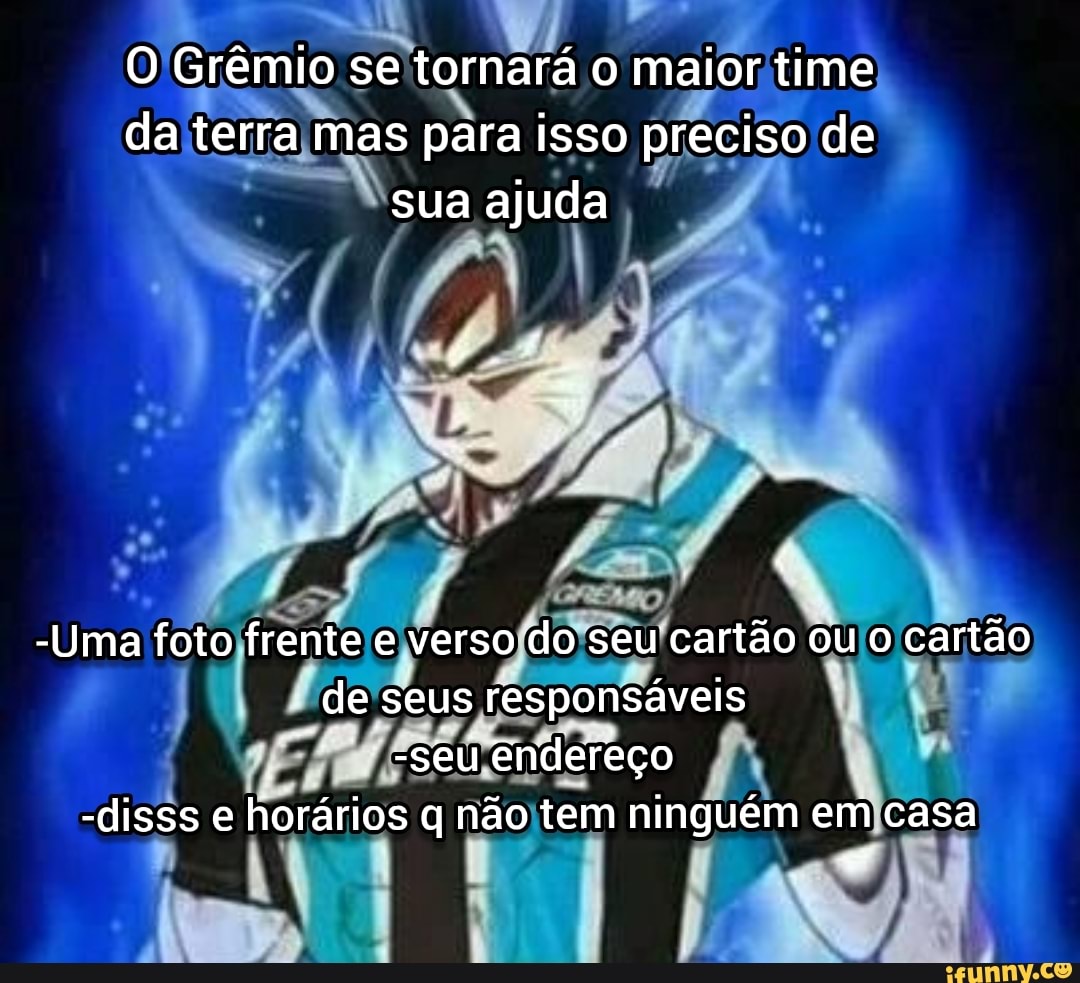 O Grêmio se tornará o maior time
da terra mas para isso preciso de
sua ajuda
GRÊMIO
-Uma foto frente e verso do seu cartão ou o cartão
de seus responsáveis
-seu endereço
-disss e horários q não tem ninguém em casa
ifunny.co